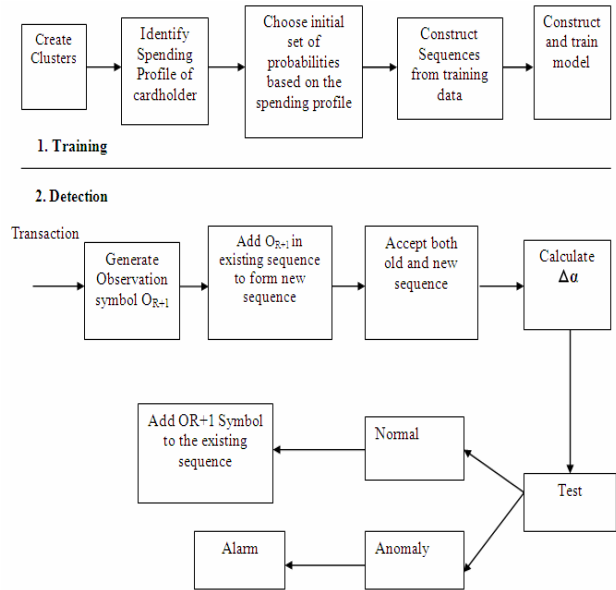 Create
Clusters
Identify
Spending
Profile of
cardholder
Choose initial
set of
probabilities
based on the
spending profile
Construct
Sequences
from training
data
Construct
and train
model
1. Training
2. Detection
Transaction
Generate
Observation
symbol OR+1
Add OR+1 in
existing sequence
to form new
sequence
Accept both
old and new
sequence
Calculate
Δα
Add OR+1 Symbol
to the existing
sequence
Normal
Test
Alarm
Anomaly